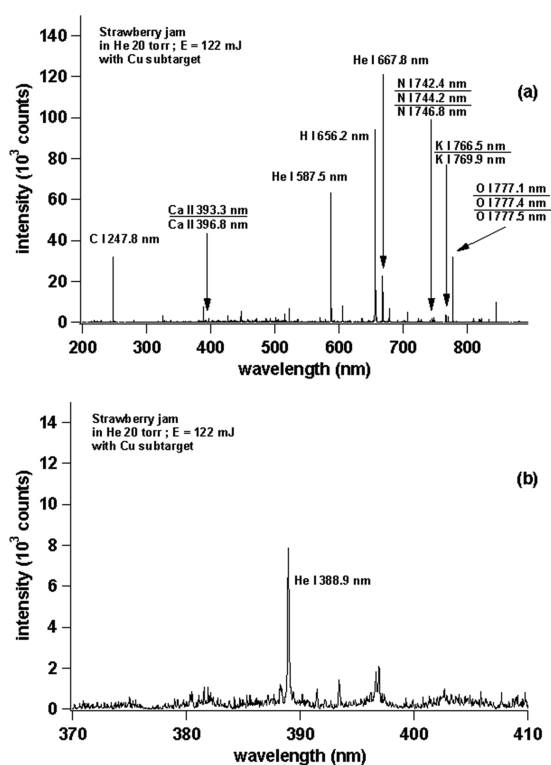 Strawberry jam
in He 20 torr ; E = 122 mJ
with Cu subtarget
(a)
He I 667.8 nm
N I 742.4 nm
N I 744.2 nm
N I 746.8 nm
H I 656.2 nm
K I 766.5 nm
K I 769.9 nm
He I 587.5 nm
O I 777.1 nm
O I 777.4 nm
O I 777.5 nm
Ca II 393.3 nm
Ca II 396.8 nm
C I 247.8 nm
intensity (10³ counts)
140
120
100
80
60
40
20
0
200 300 400 500 600 700 800
wavelength (nm)
Strawberry jam
in He 20 torr ; E = 122 mJ
with Cu subtarget
(b)
He I 388.9 nm
intensity (10³ counts)
14
12
10
8
6
4
2
0
370 380 390 400 410
wavelength (nm)